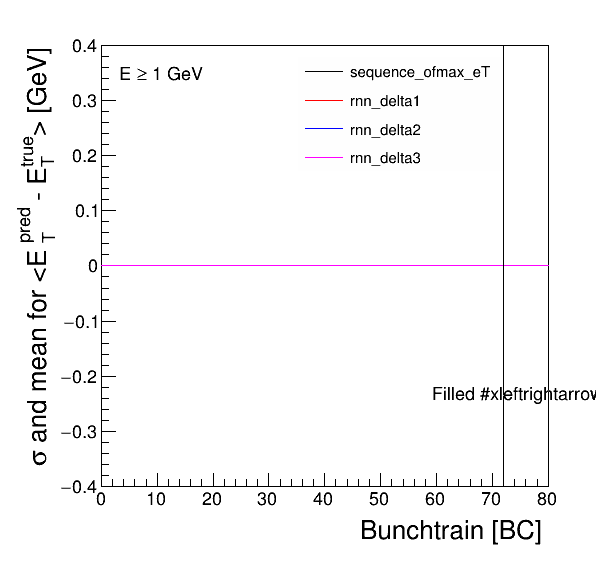 σ and mean for <E_T^pred - E_T^true> [GeV]
0.4
0.3
0.2
0.1
0
−0.1
−0.2
−0.3
−0.4
E ≥ 1 GeV
sequence_ofmax_eT
rnn_delta1
rnn_delta2
rnn_delta3
Filled #xleftrightarrow
0 10 20 30 40 50 60 70 80
Bunchtrain [BC]